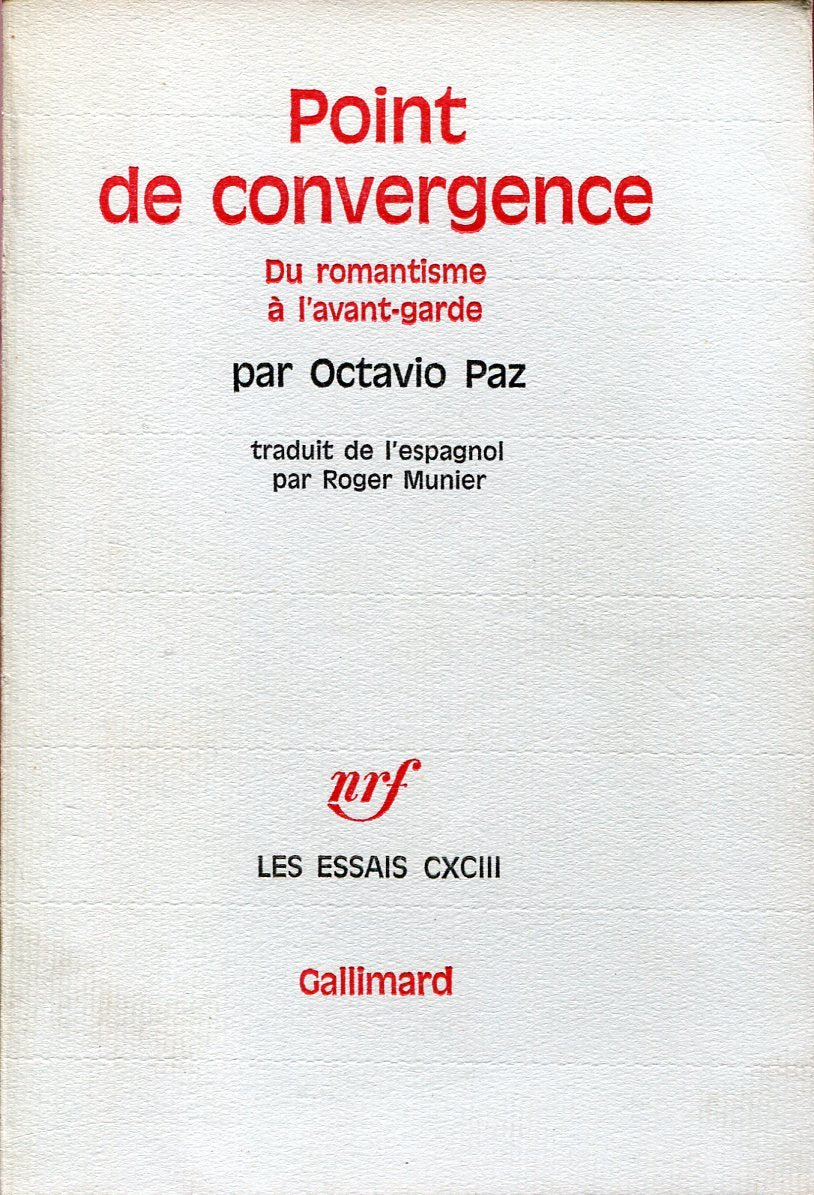 Point
de convergence
Du romantisme
à l'avant-garde
par Octavio Paz
traduit de l'espagnol
par Roger Munier
nrf
LES ESSAIS CXCIII
Gallimard